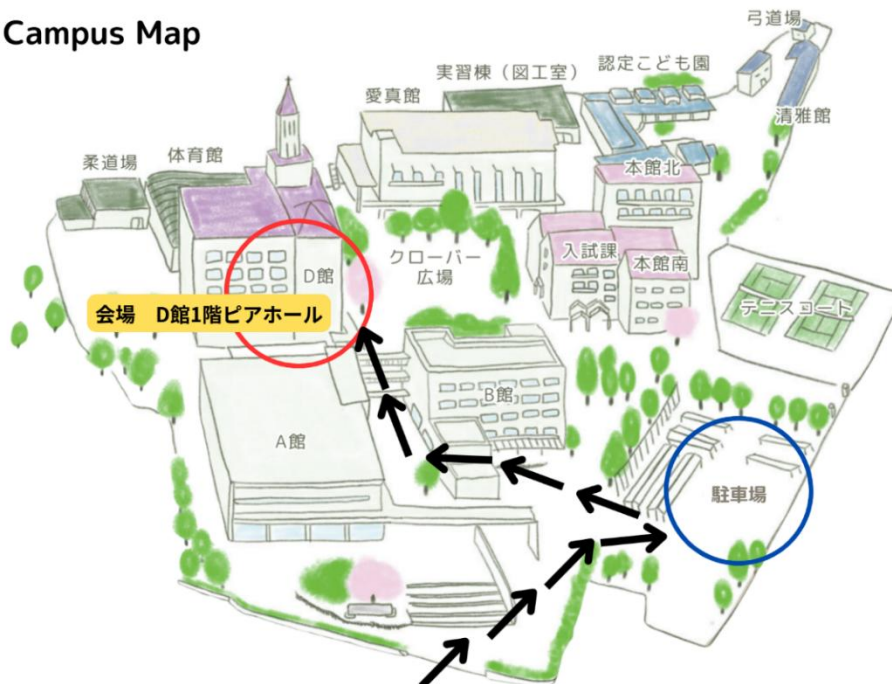 Campus Map
弓道場
認定こども園
実習棟（図工室）
愛真館
清雅館
体育館
柔道場
本館北
D館
クローバー
広場
入試課
本館南
会場　D館1階ピアホール
テニスコート
B館
A館
駐車場